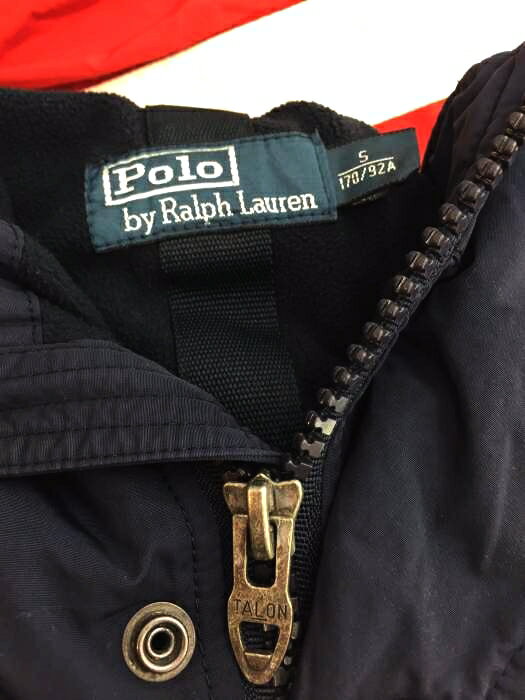 Polo
by Ralph Lauren
S
170/92A
TALON